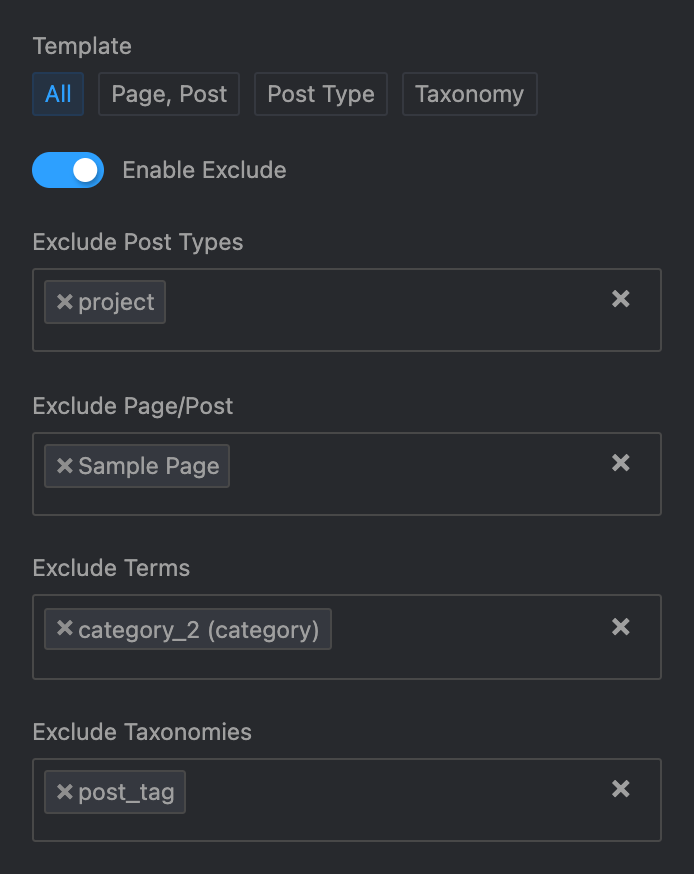 Template
All Page, Post Post Type Taxonomy
Enable Exclude
Exclude Post Types
project
Exclude Page/Post
Sample Page
Exclude Terms
category_2 (category)
Exclude Taxonomies
post_tag